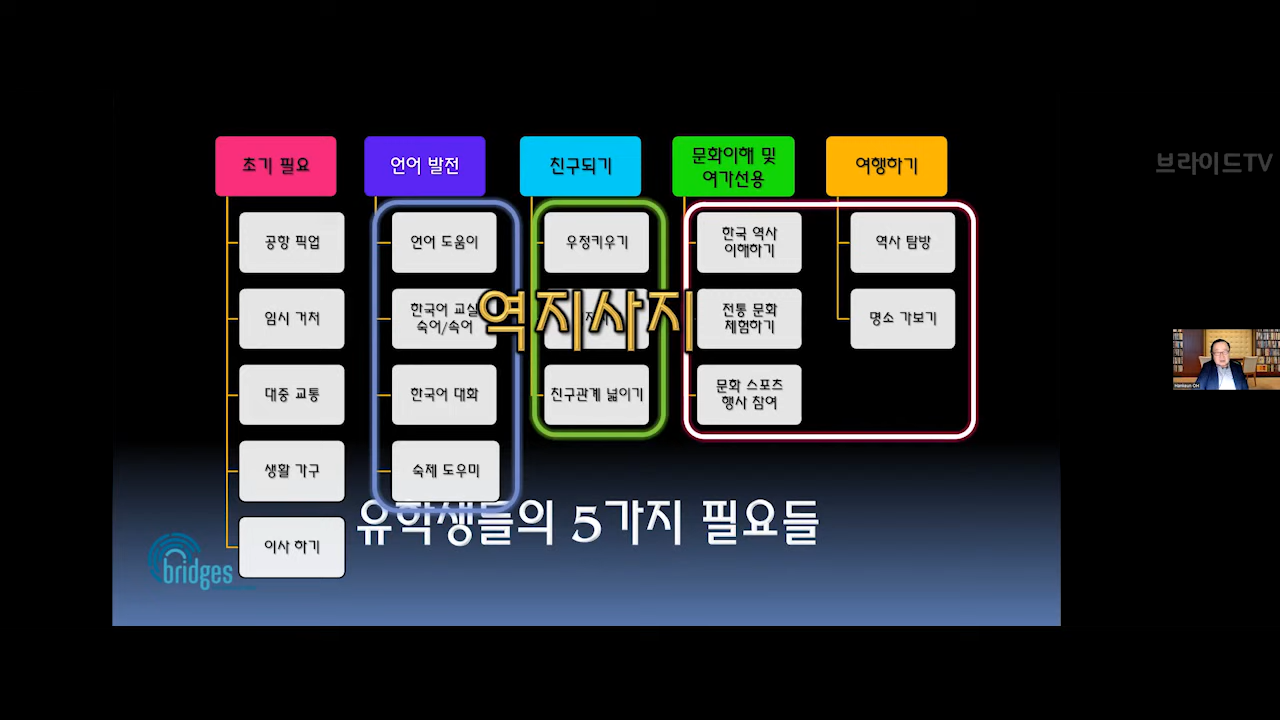 초기 필요
언어 발전
친구되기
문화이해 및
여가선용
여행하기
브라이드TV
공항 픽업
임시 거처
대중 교통
생활 가구
이사 하기
언어 도움이
한국어 교실
숙어/속어
한국어 대화
숙제 도우미
우정키우기
친구관계 넓이기
한국 역사
이해하기
전통 문화
체험하기
문화 스포츠
행사 참여
역사 탐방
명소 가보기
역지사지
유학생들의 5가지 필요들
bridges